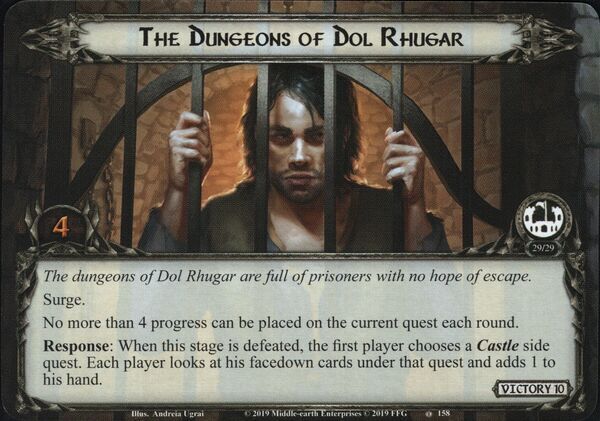 THE DUNGEONS OF DOL RHUGAR
4
29/29
The dungeons of Dol Rhugar are full of prisoners with no hope of escape.
Surge.
No more than 4 progress can be placed on the current quest each round.
Response: When this stage is defeated, the first player chooses a Castle side
quest. Each player looks at his facedown cards under that quest and adds 1 to
his hand.
VICTORY 10
Illus. Andreia Ugrai © 2019 Middle-earth Enterprises © 2019 FFG 158